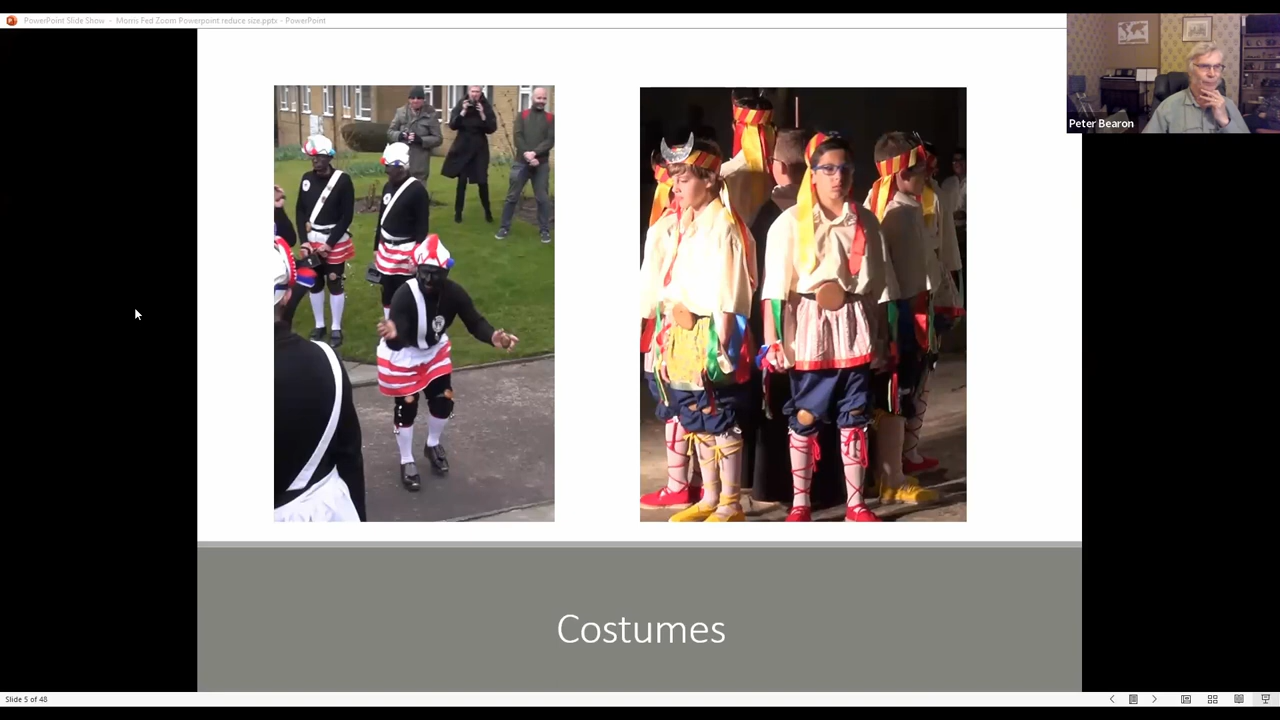 PowerPoint Slide Show - Morris Fed Zoom Powerpoint reduce size.pptx - PowerPoint
Peter Bearon
Costumes
Slide 5 of 48